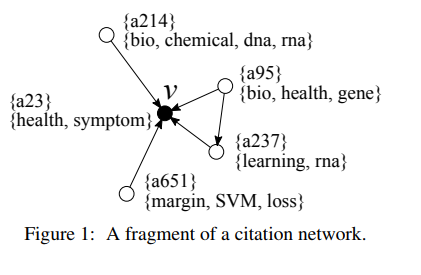 {a214}
{bio, chemical, dna, rna}
v
{a95}
{bio, health, gene}
{a23}
{health, symptom}
{a237}
{learning, rna}
{a651}
{margin, SVM, loss}
Figure 1: A fragment of a citation network.